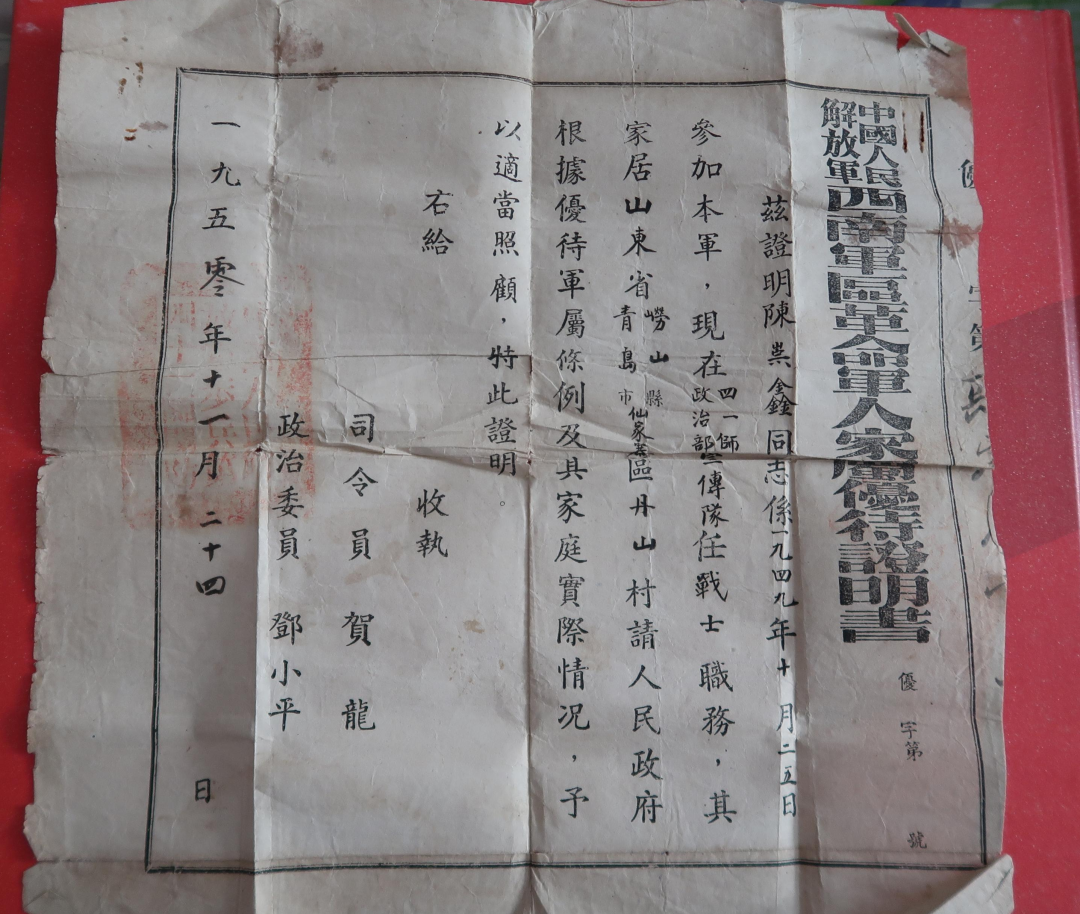 中國人民解放軍西南軍區革命軍人家屬優待證明書
優 字第 號
茲證明陳 鑫同志係一九四九年十月二五日
參加本軍，現在四一師政治部宣傳隊任戰士職務，其
家居山東省青島市嶗山縣仙家寨區丹山村請人民政府
根據優待軍屬條例及其家庭實際情況，予
以適當照顧，特此證明。
右給 收執
司令員 賀龍
政治委員 鄧小平
一九五零年十一月二十四日